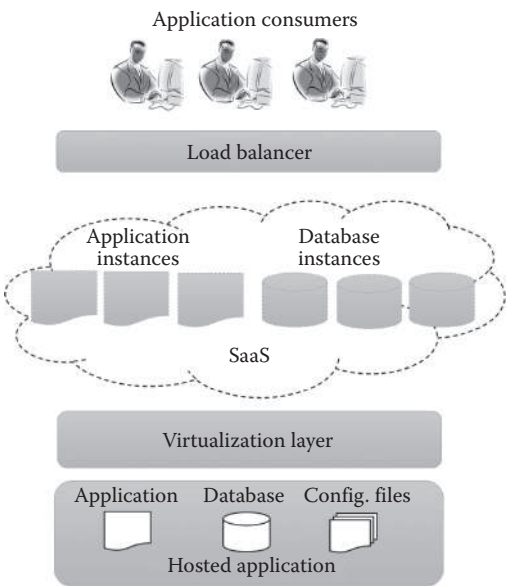 Application consumers
Load balancer
Application
instances
Database
instances
SaaS
Virtualization layer
Application
Database
Config. files
Hosted application